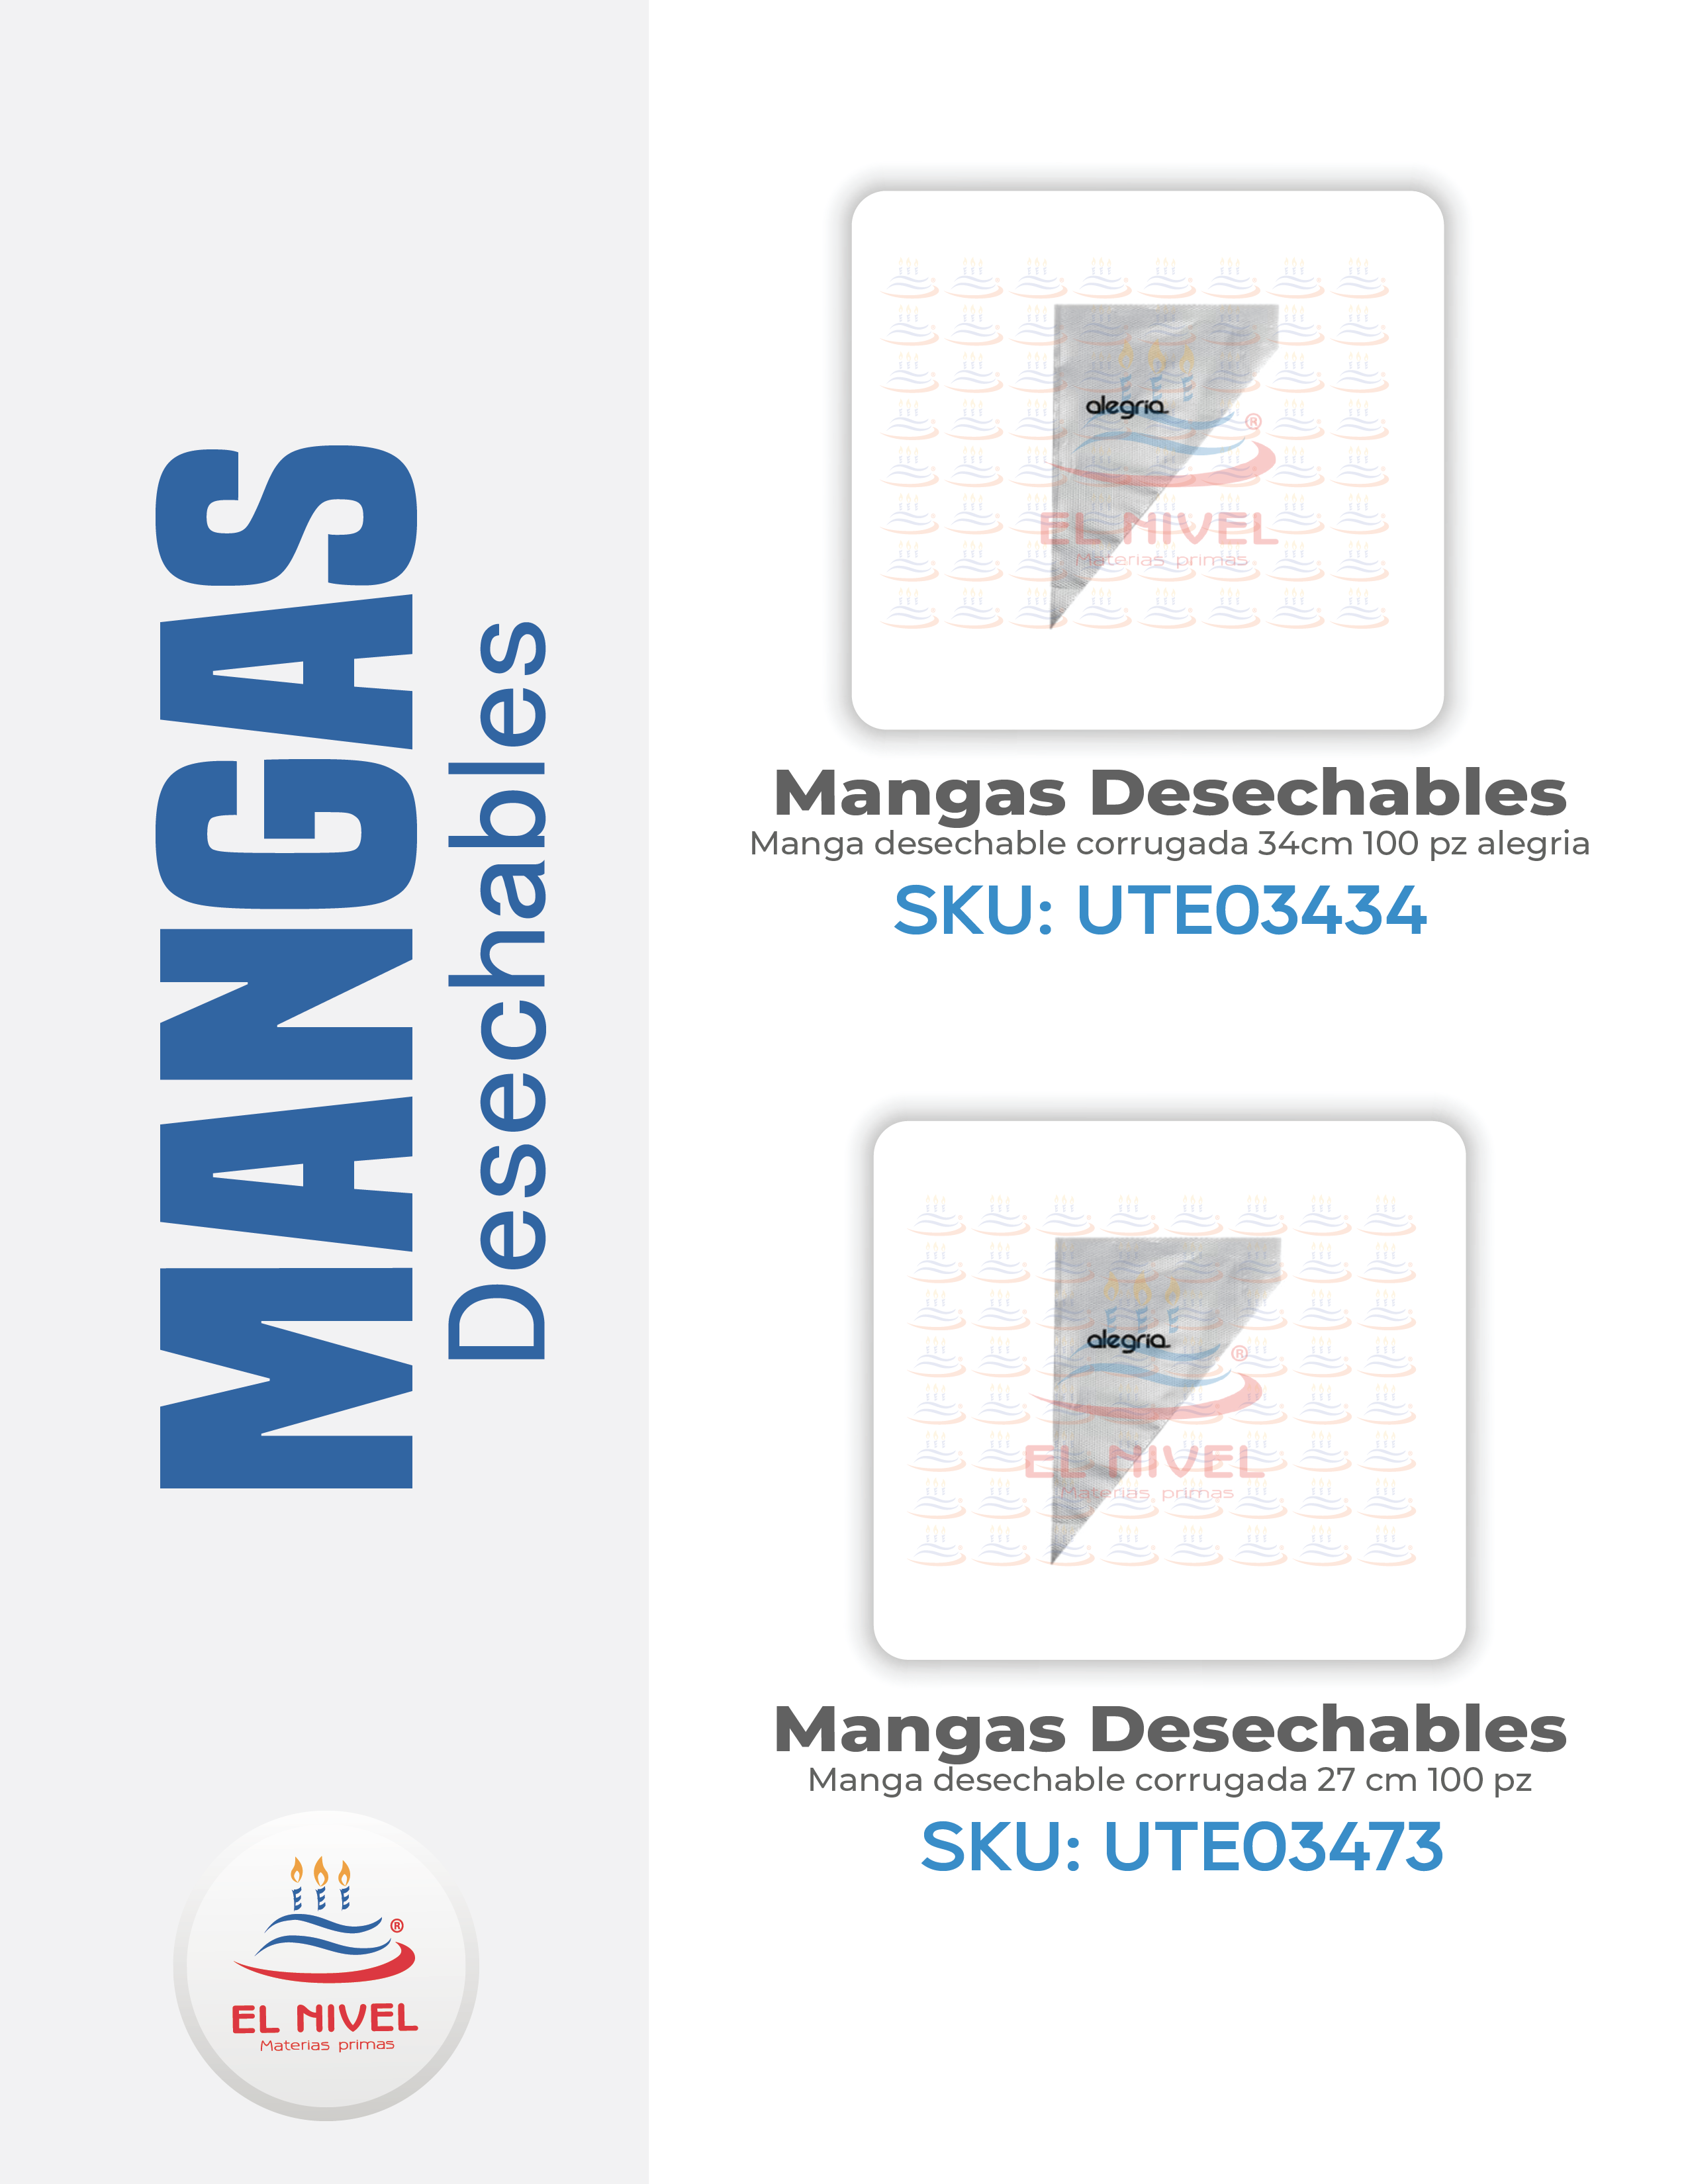 MANGAS
Desechables
alegria
®
EL NIVEL
Materias primas
Mangas Desechables
Manga desechable corrugada 34cm 100 pz alegria
SKU: UTE03434
alegria
®
EL NIVEL
Materias primas
Mangas Desechables
Manga desechable corrugada 27 cm 100 pz
SKU: UTE03473
®
EL NIVEL
Materias primas